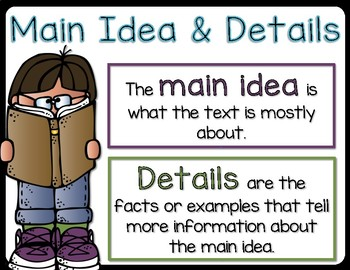 Main Idea & Details
The main idea is
what the text is mostly
about.
Details are the
facts or examples that tell
more information about
the main idea.